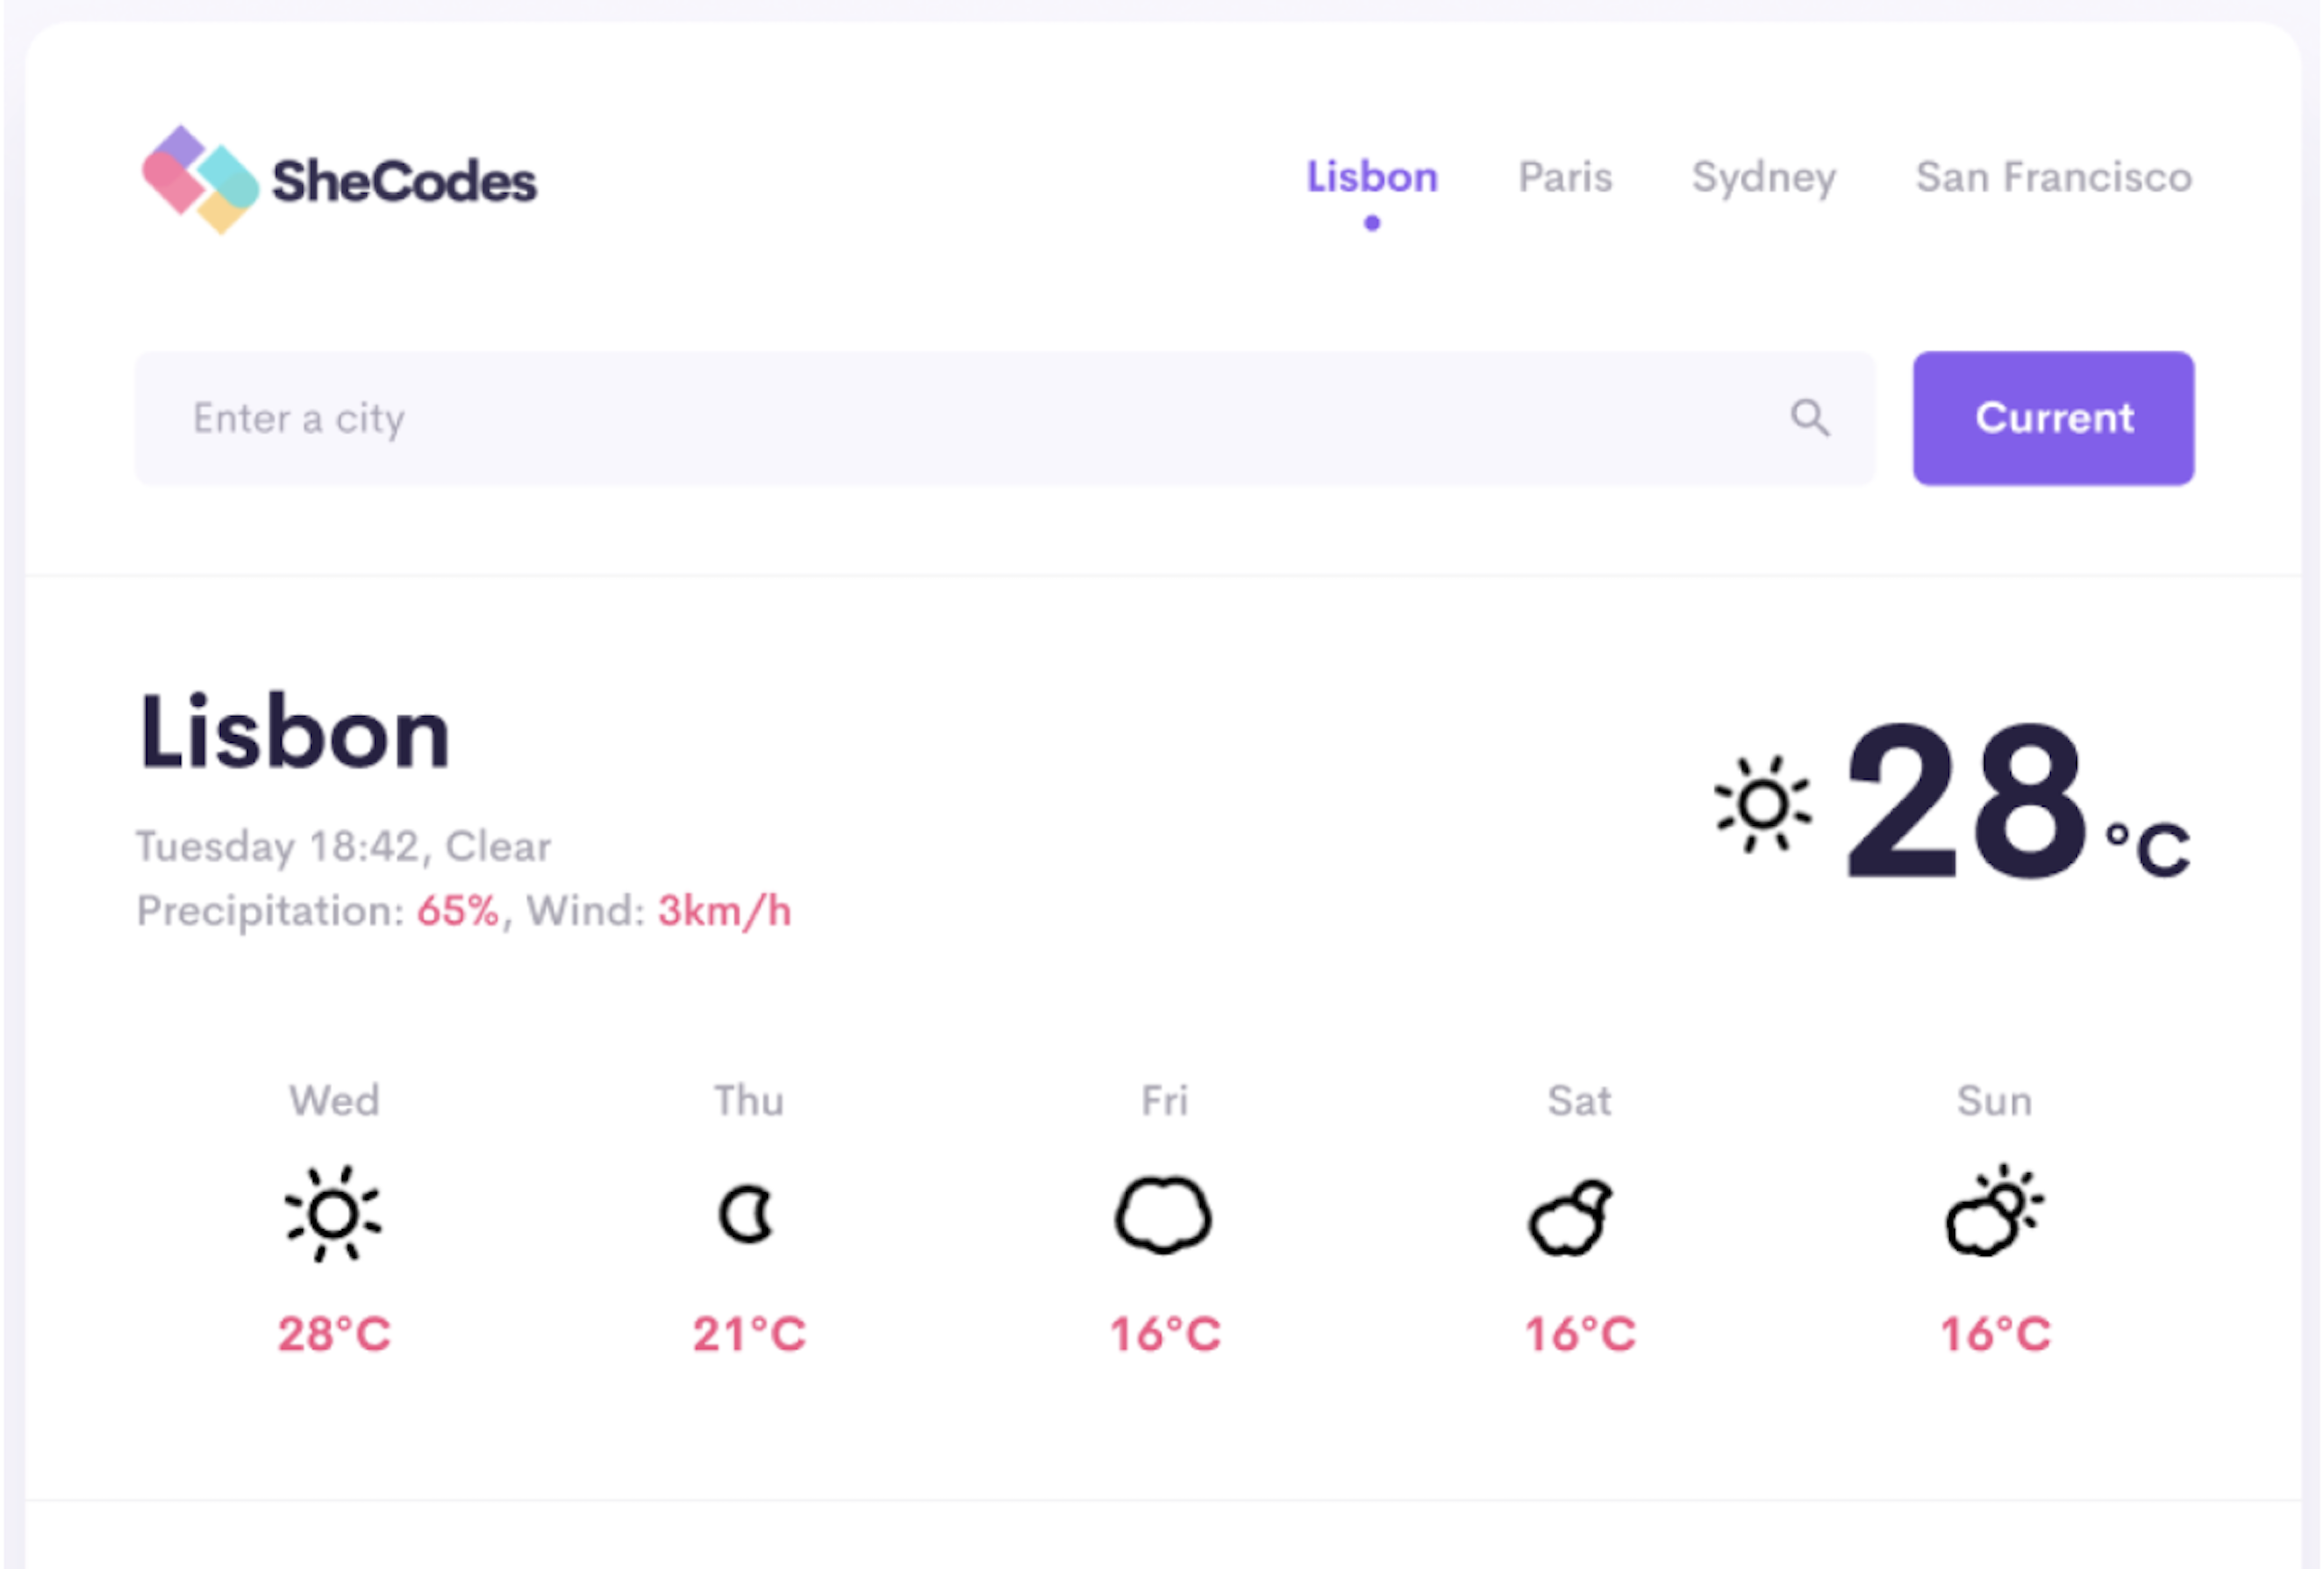 SheCodes
Lisbon Paris Sydney San Francisco
Enter a city
Current
Lisbon
Tuesday 18:42, Clear
Precipitation: 65%, Wind: 3km/h
28°C
Wed Thu Fri Sat Sun
28°C 21°C 16°C 16°C 16°C